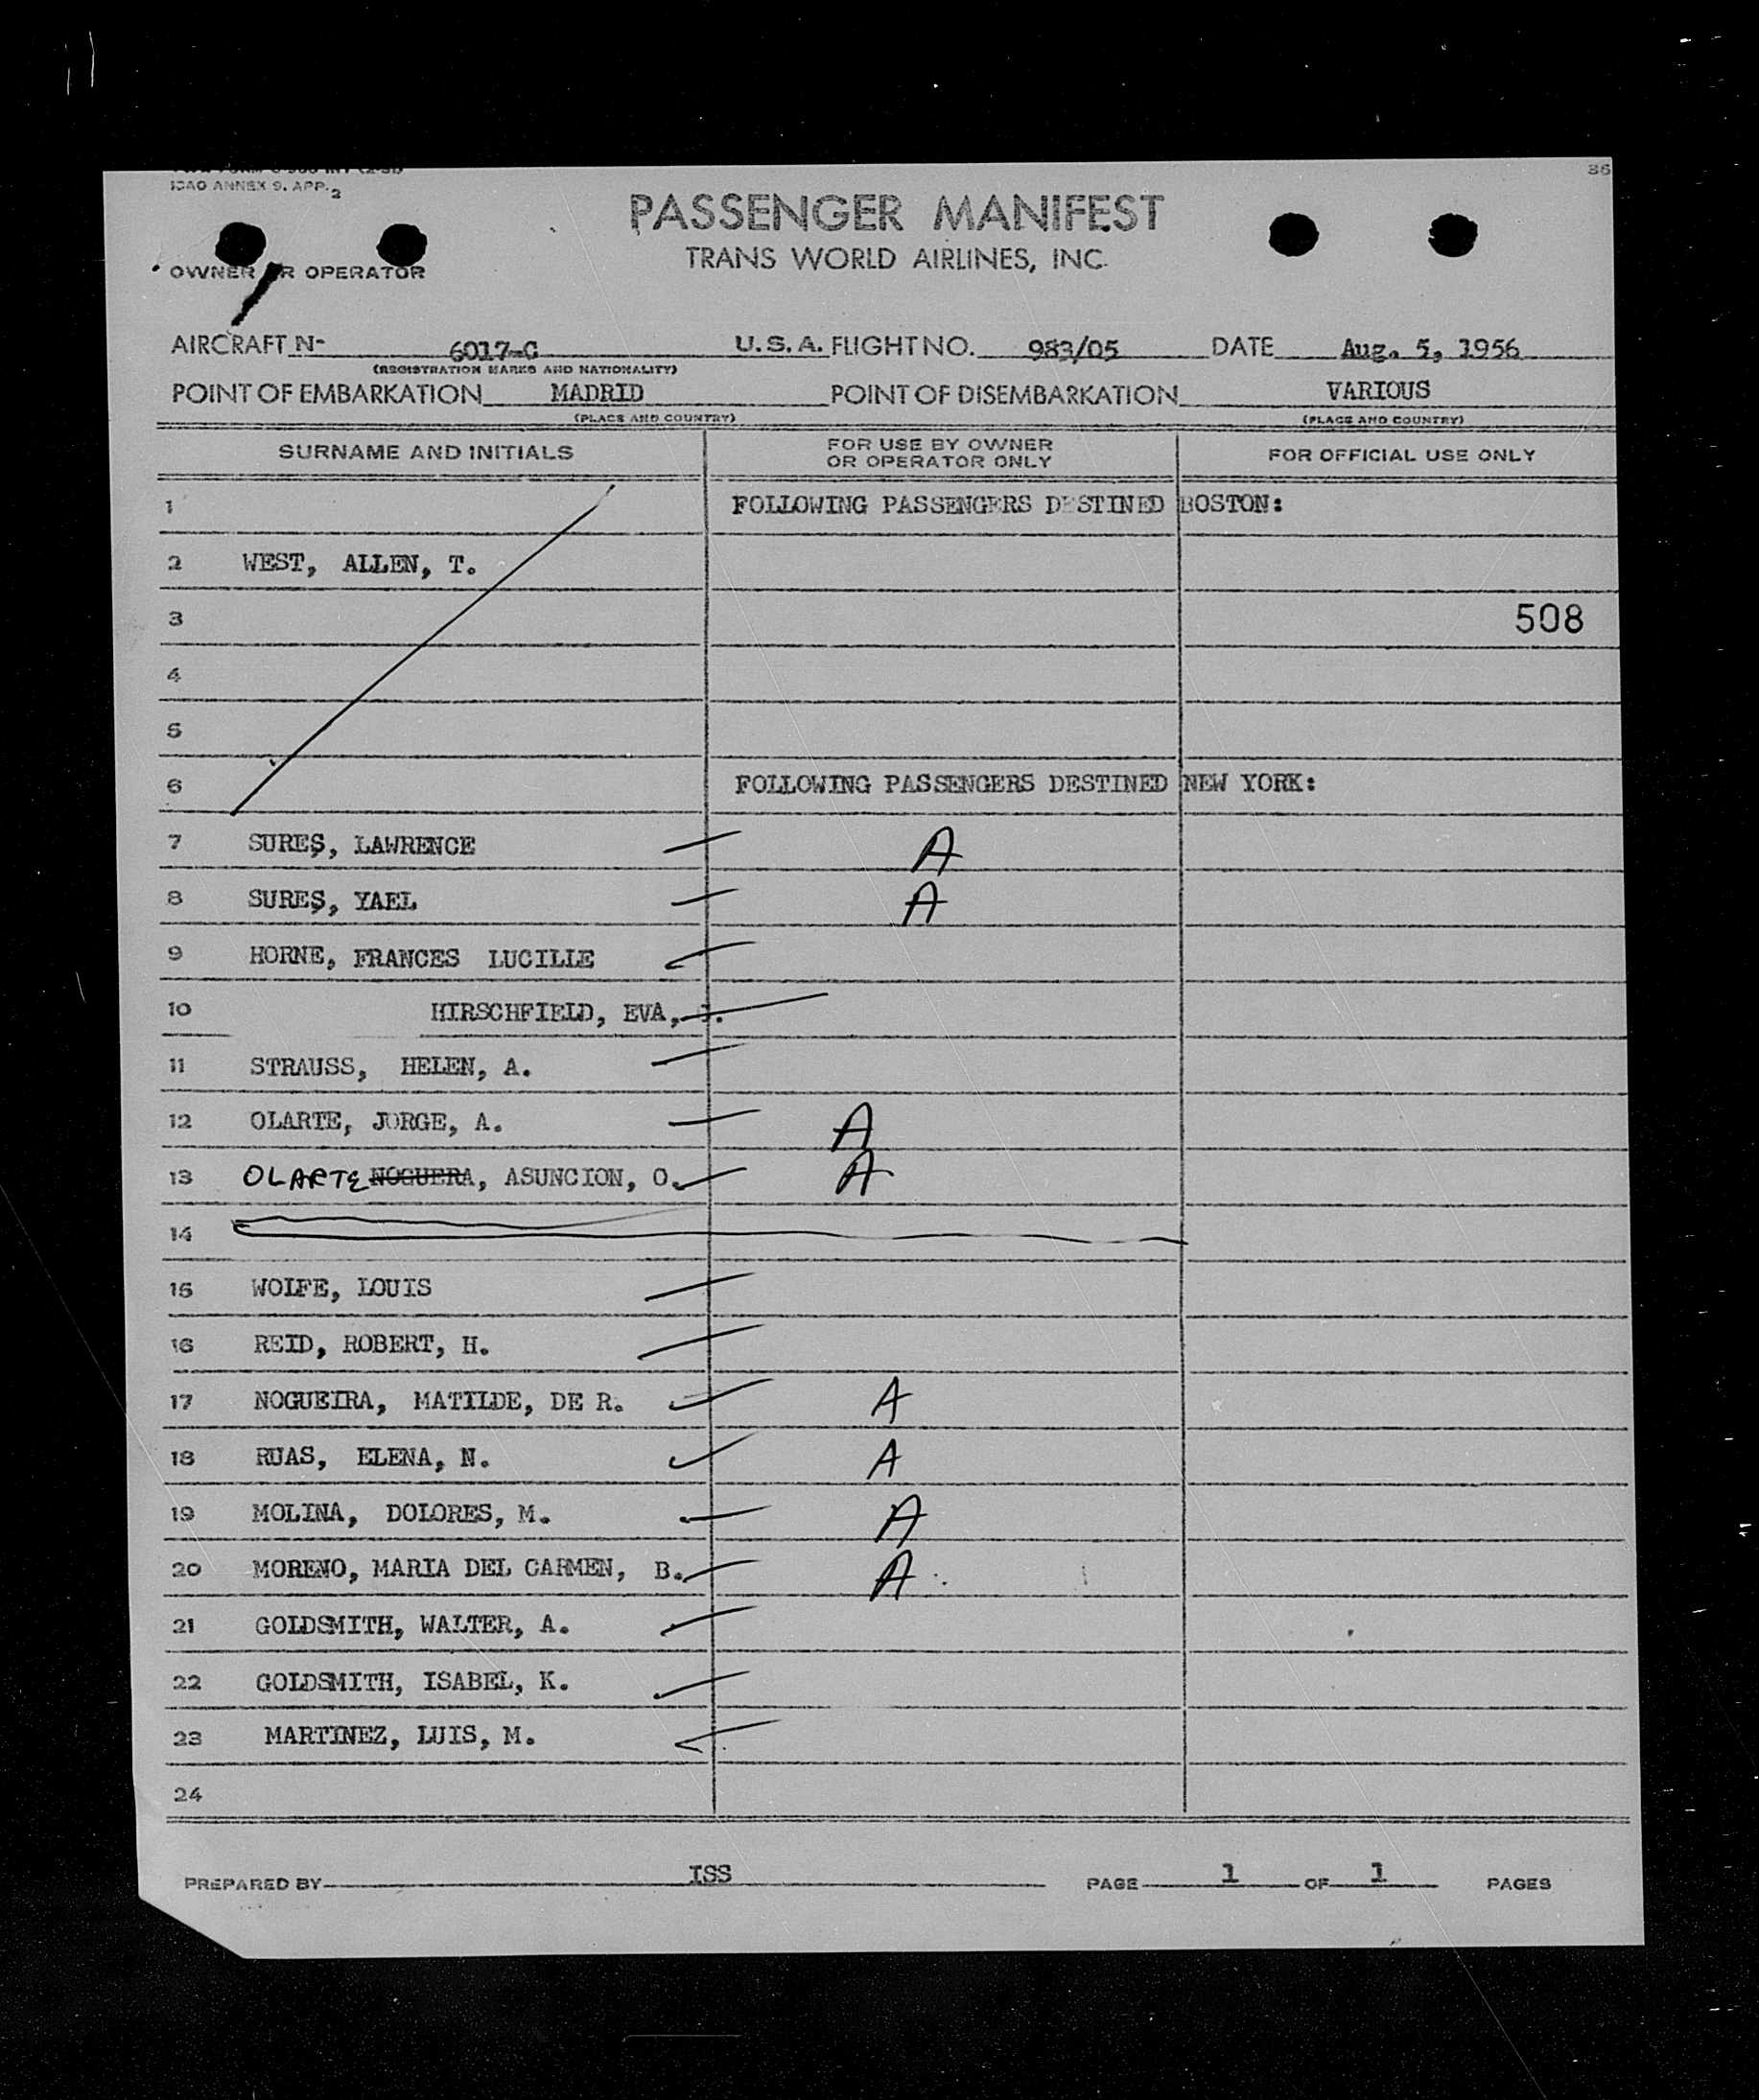 36
ICAO ANNEX 9. APP. 2
PASSENGER MANIFEST
TRANS WORLD AIRLINES, INC.
OWNER OR OPERATOR
AIRCRAFT N- 6017-C U.S.A. FLIGHT NO. 983/05 DATE Aug. 5, 1956
(REGISTRATION MARKS AND NATIONALITY)
POINT OF EMBARKATION MADRID POINT OF DISEMBARKATION VARIOUS
(PLACE AND COUNTRY) (PLACE AND COUNTRY)
SURNAME AND INITIALS FOR USE BY OWNER OR OPERATOR ONLY FOR OFFICIAL USE ONLY
1 FOLLOWING PASSENGERS DESTINED BOSTON:
2 WEST, ALLEN, T.
3 508
4
5
6 FOLLOWING PASSENGERS DESTINED NEW YORK:
7 SURES, LAWRENCE A
8 SURES, YAEL A
9 HORNE, FRANCES LUCILLE
10 HIRSCHFIELD, EVA,
11 STRAUSS, HELEN, A.
12 OLARTE, JORGE, A. A
13 OLARTE NOGUERA, ASUNCION, O. A
14
15 WOLFE, LOUIS
16 REID, ROBERT, H.
17 NOGUEIRA, MATILDE, DE R. A
18 RUAS, ELENA, N. A
19 MOLINA, DOLORES, M. A
20 MORENO, MARIA DEL CARMEN, B. A
21 GOLDSMITH, WALTER, A.
22 GOLDSMITH, ISABEL, K.
23 MARTINEZ, LUIS, M.
24
PREPARED BY ISS PAGE 1 OF 1 PAGES